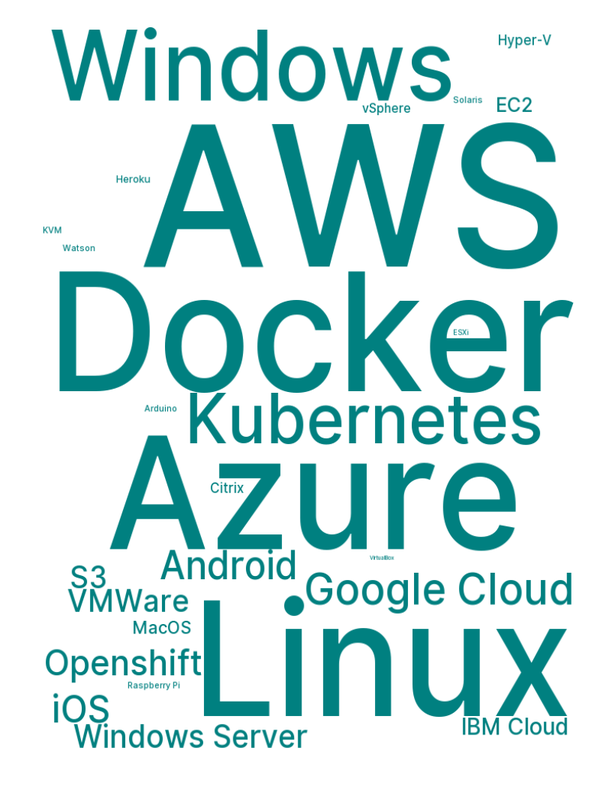 Windows
Hyper-V
vSphere
Solaris
EC2
AWS
Heroku
KVM
Watson
Docker
ESXi
Arduino
Kubernetes
Azure
Citrix
Android
VirtualBox
S3
Google Cloud
VMWare
MacOS
Linux
Openshift
Raspberry Pi
iOS
IBM Cloud
Windows Server